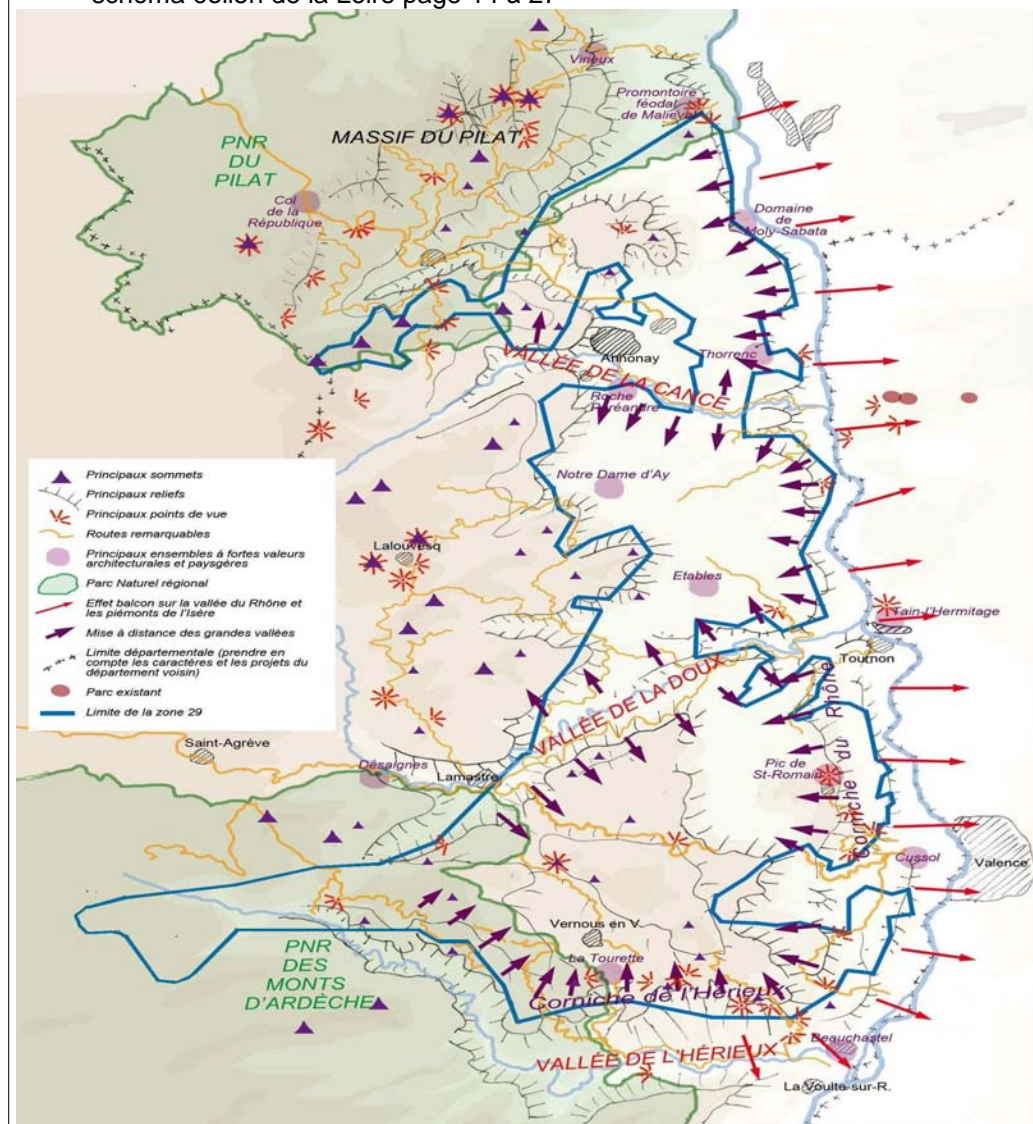 schéma éolien de la Loire page 14 à 27
Virieux
Promontoire
féodal
de Malleval
MASSIF DU PILAT
PNR
DU
PILAT
Col
de la
République
Domaine
de
Moly-Sabata
Thorrenc
Annonay
VALLÉE DE LA CANCE
Roche
Péréandre
Notre Dame d'Ay
Lalouvesq
Etables
Tain-l'Hermitage
Tournon
VALLÉE DE LA DOUX
Corniche du Rhône
Pic de
St-Romain
Saint-Agrève
Désaignes
Lamastre
Cussol
Valence
Vernous en V.
La Tourette
PNR
DES
MONTS
D'ARDÈCHE
Corniche de l'Hérieux
VALLÉE DE L'HÉRIEUX
Beauchastel
La Voulte-sur-R.
Principaux sommets
Principaux reliefs
Principaux points de vue
Routes remarquables
Principaux ensembles à fortes valeurs
architecturales et paysgères
Parc Naturel régional
Effet balcon sur la vallée du Rhône et
les piémonts de l'Isère
Mise à distance des grandes vallées
Limite départementale (prendre en
compte les caractères et les projets du
département voisin)
Parc existant
Limite de la zone 29